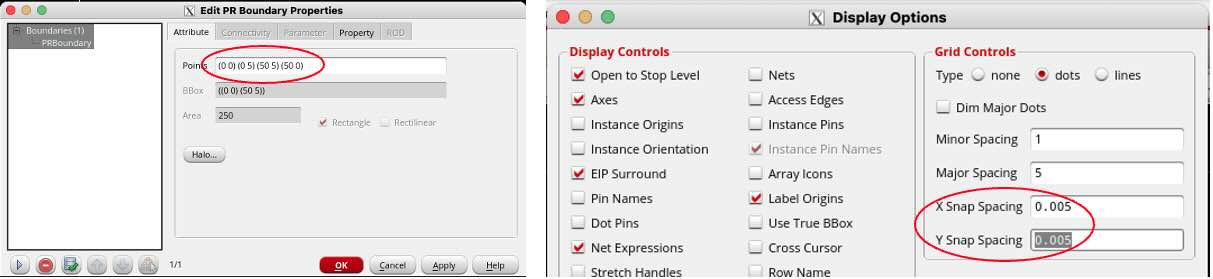 Edit PR Boundary Properties
Boundaries (1)
PRBoundary
Attribute Connectivity Parameter Property ROD
Points (0 0) (0 5) (50 5) (50 0)
BBox ((0 0) (50 5))
Area 250
Rectangle Rectilinear
Halo...
1/1
OK Cancel Apply Help
Display Options
Display Controls
Open to Stop Level Nets
Axes Access Edges
Instance Origins Instance Pins
Instance Orientation Instance Pin Names
EIP Surround Array Icons
Pin Names Label Origins
Dot Pins Use True BBox
Net Expressions Cross Cursor
Stretch Handles Row Name
Grid Controls
Type none dots lines
Dim Major Dots
Minor Spacing 1
Major Spacing 5
X Snap Spacing 0.005
Y Snap Spacing 0.005